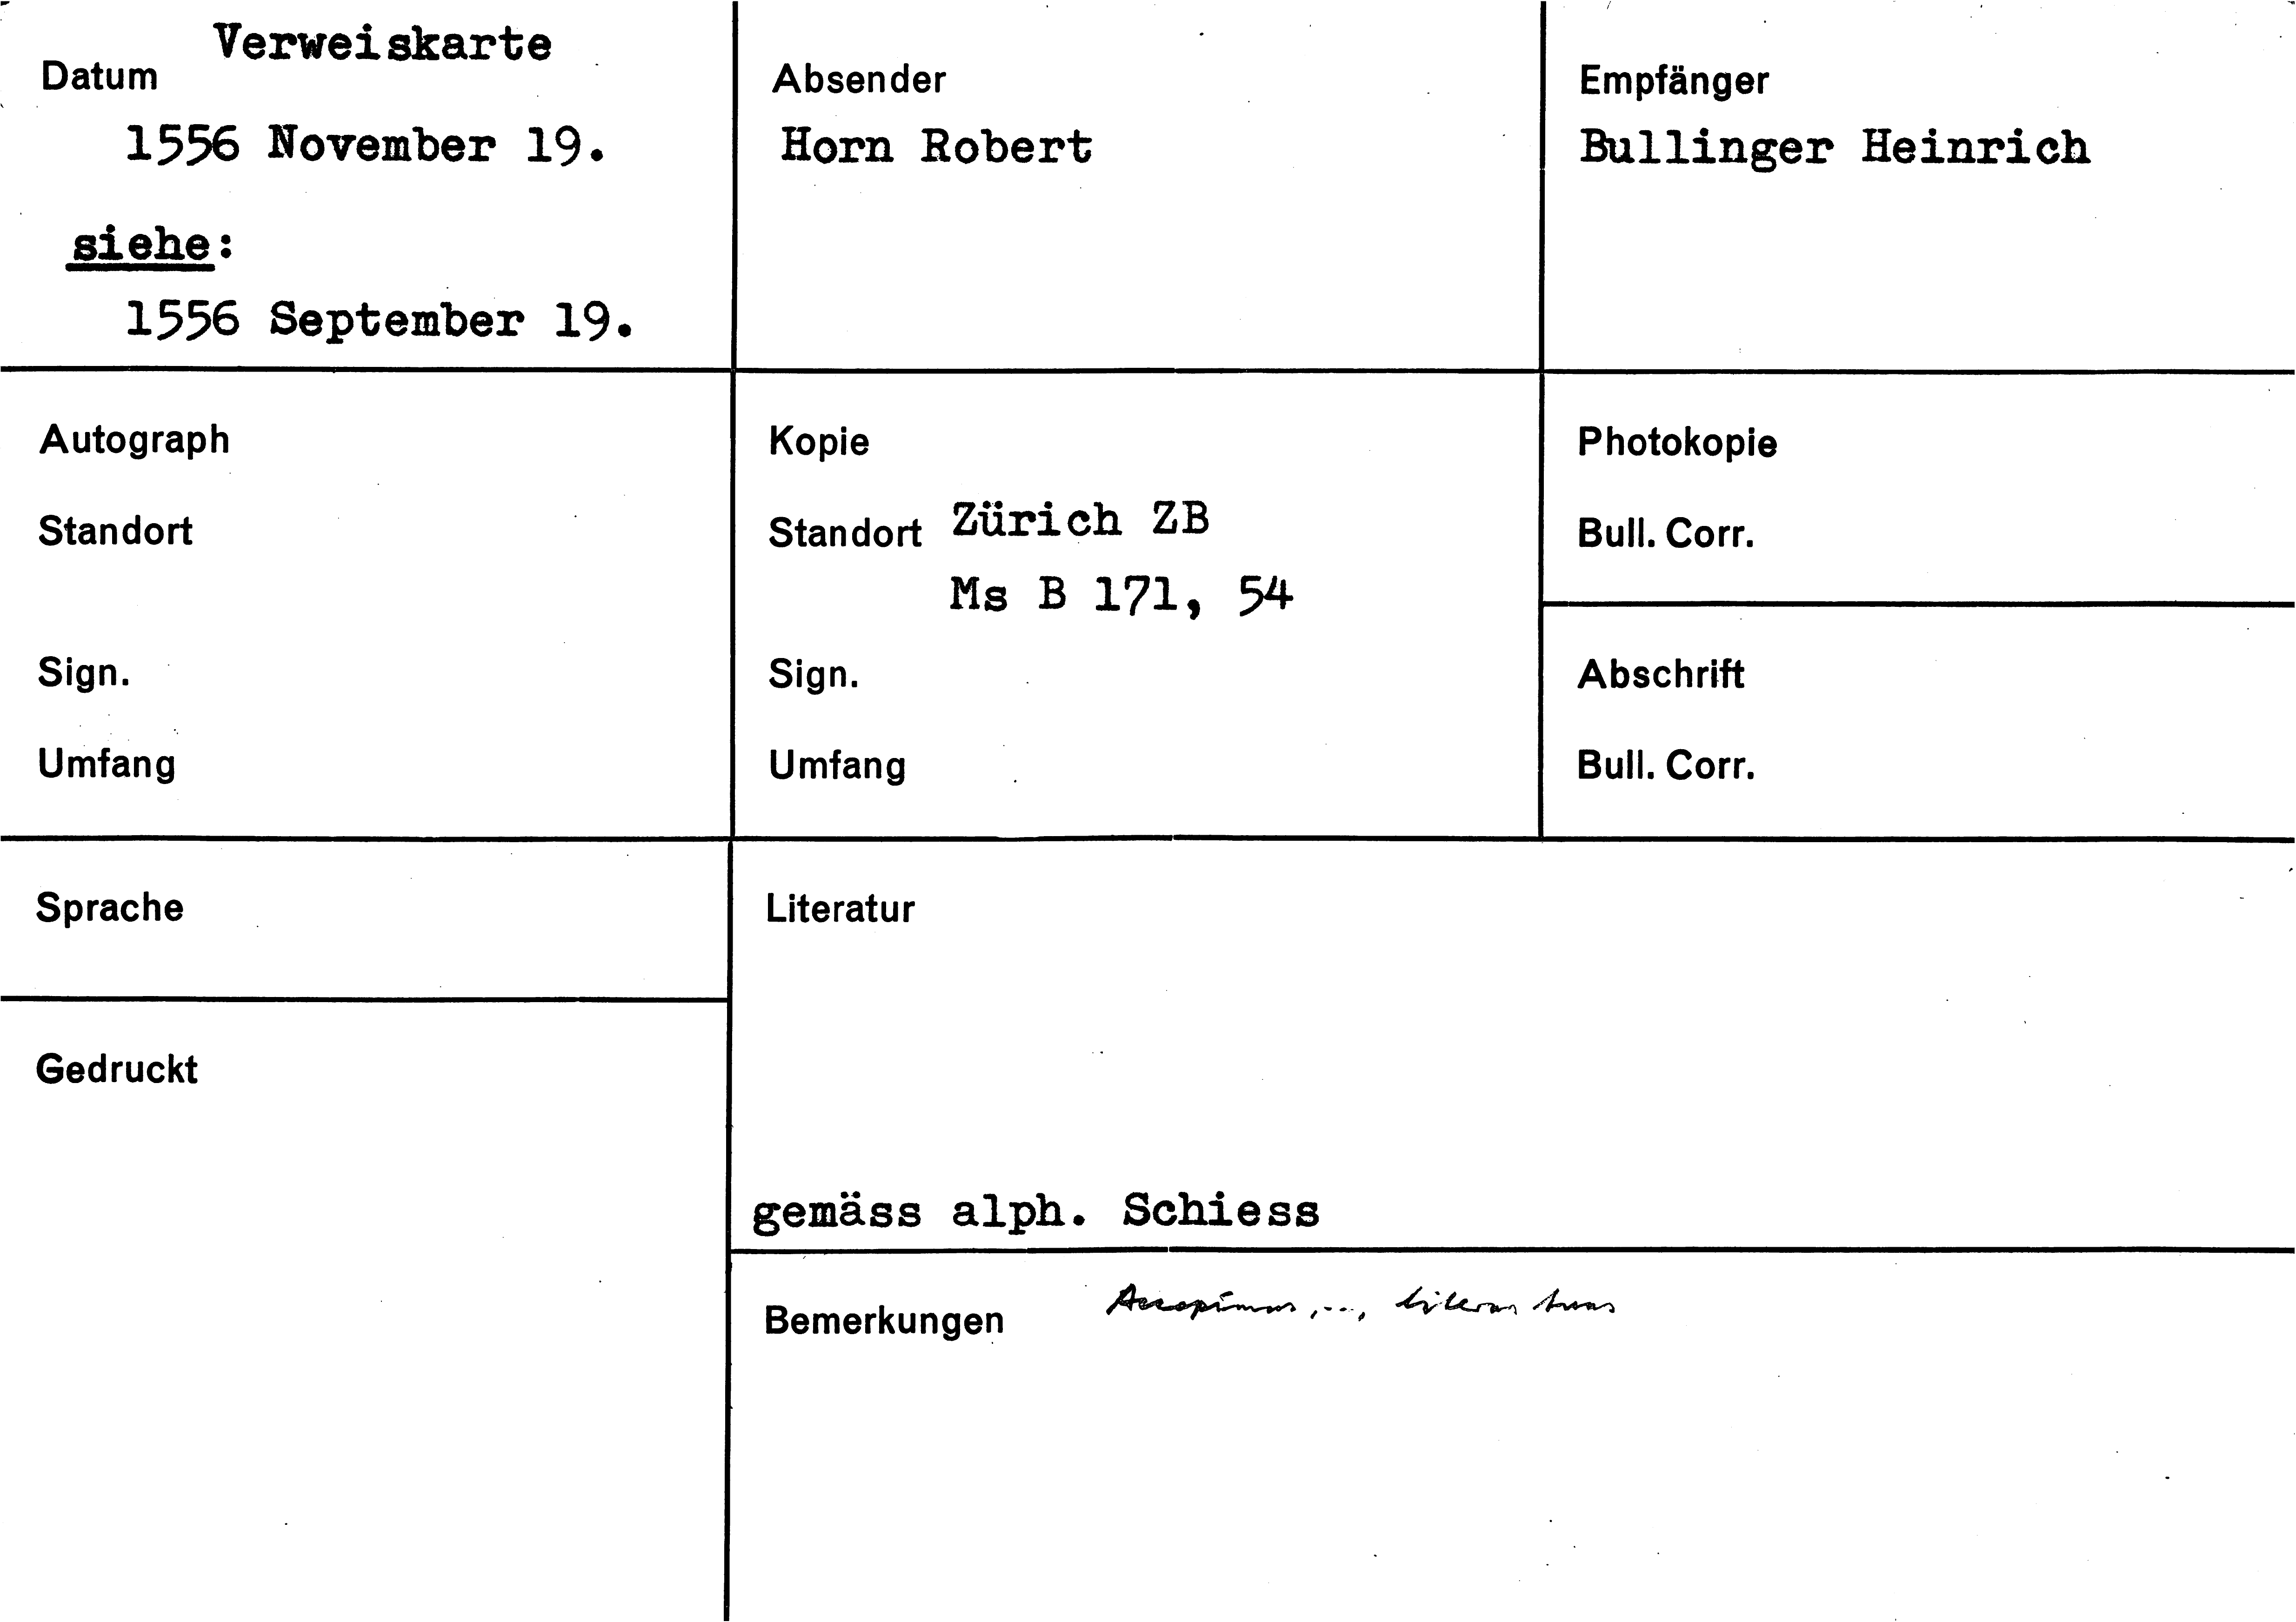 Verweiskarte
Datum
1556 November 19.
siehe:
1556 September 19.
Absender
Horn Robert
Empfänger
Bullinger Heinrich
Autograph
Standort
Sign.
Umfang
Kopie
Standort Zürich ZB
Ms B 171, 54
Sign.
Umfang
Photokopie
Bull. Corr.
Abschrift
Bull. Corr.
Sprache
Literatur
gemäss alph. Schiess
Gedruckt
Bemerkungen Accepimus, ..., literas tuas